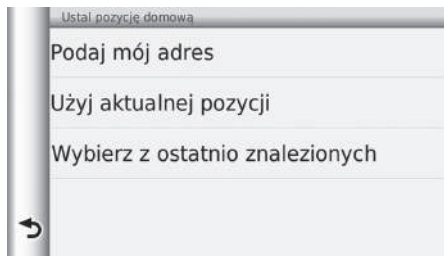 Ustal pozycję domową
Podaj mój adres
Użyj aktualnej pozycji
Wybierz z ostatnio znalezionych